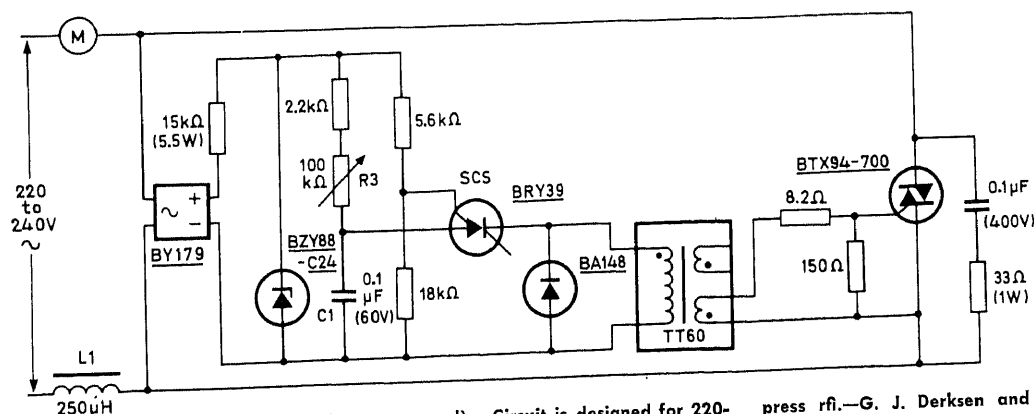 M
220
to
240V
~
L1
250µH
15kΩ
(5.5W)
~
+
−
BY179
2.2kΩ
100
kΩ
R3
BZY88
-C24
0.1
µF
(60V)
C1
5.6kΩ
18kΩ
SCS
BRY39
BA148
TT60
8.2Ω
150Ω
BTX94-700
0.1µF
(400V)
33Ω
(1W)
Circuit is designed for 220-
press rfi.—G. J. Derksen and